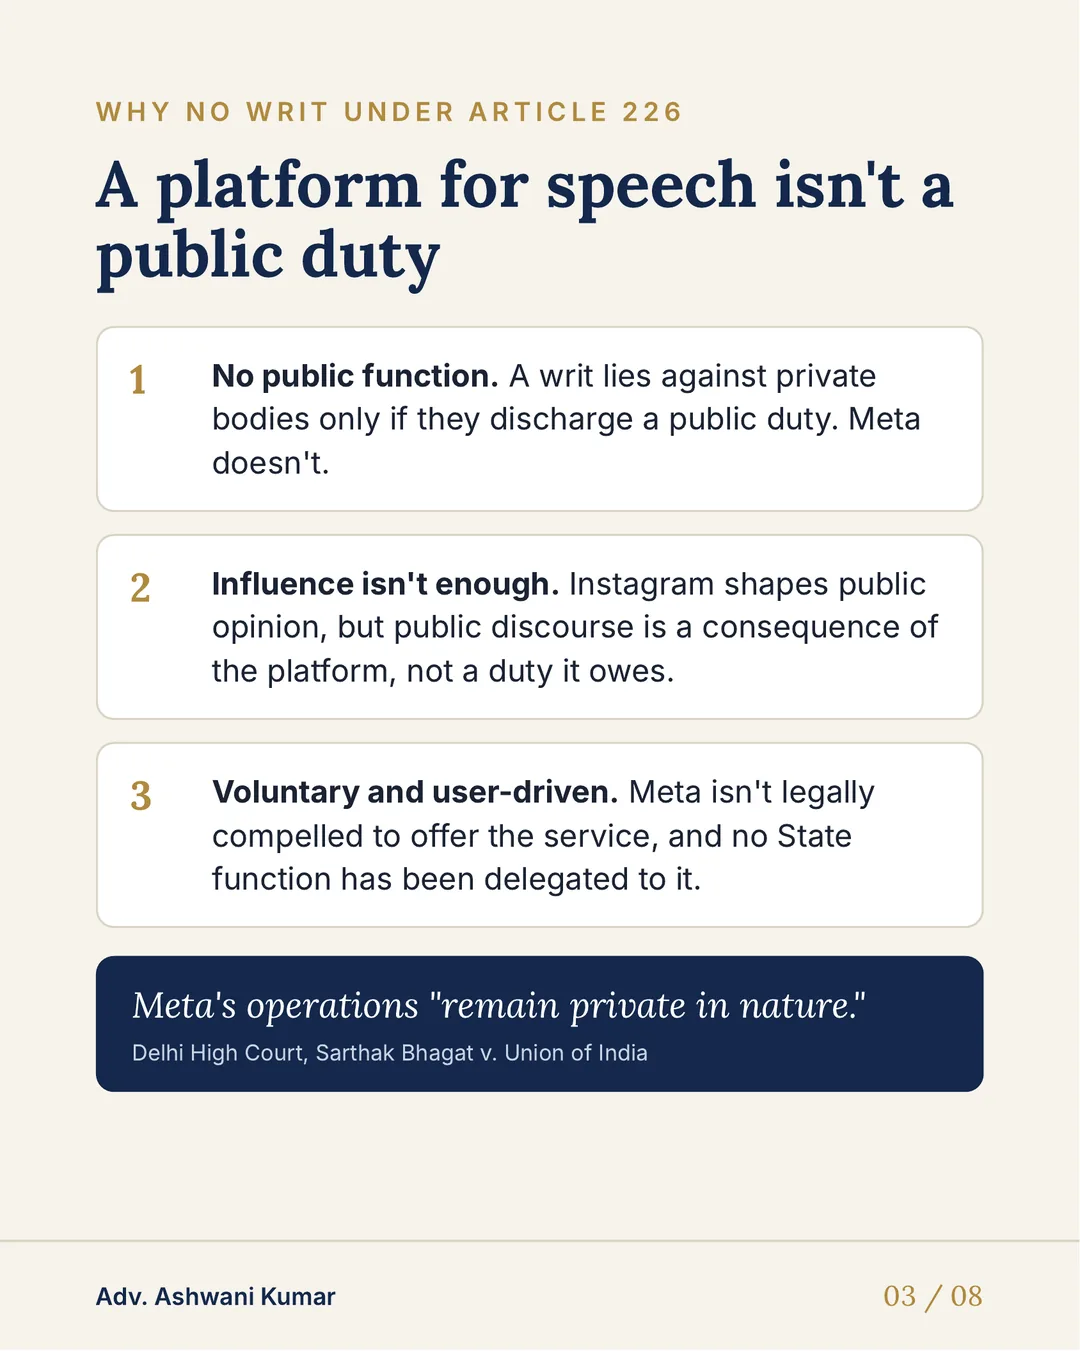 WHY NO WRIT UNDER ARTICLE 226
A platform for speech isn't a
public duty
1
No public function. A writ lies against private
bodies only if they discharge a public duty. Meta
doesn't.
2
Influence isn't enough. Instagram shapes public
opinion, but public discourse is a consequence of
the platform, not a duty it owes.
3
Voluntary and user-driven. Meta isn't legally
compelled to offer the service, and no State
function has been delegated to it.
Meta's operations "remain private in nature."
Delhi High Court, Sarthak Bhagat v. Union of India
Adv. Ashwani Kumar
03 / 08